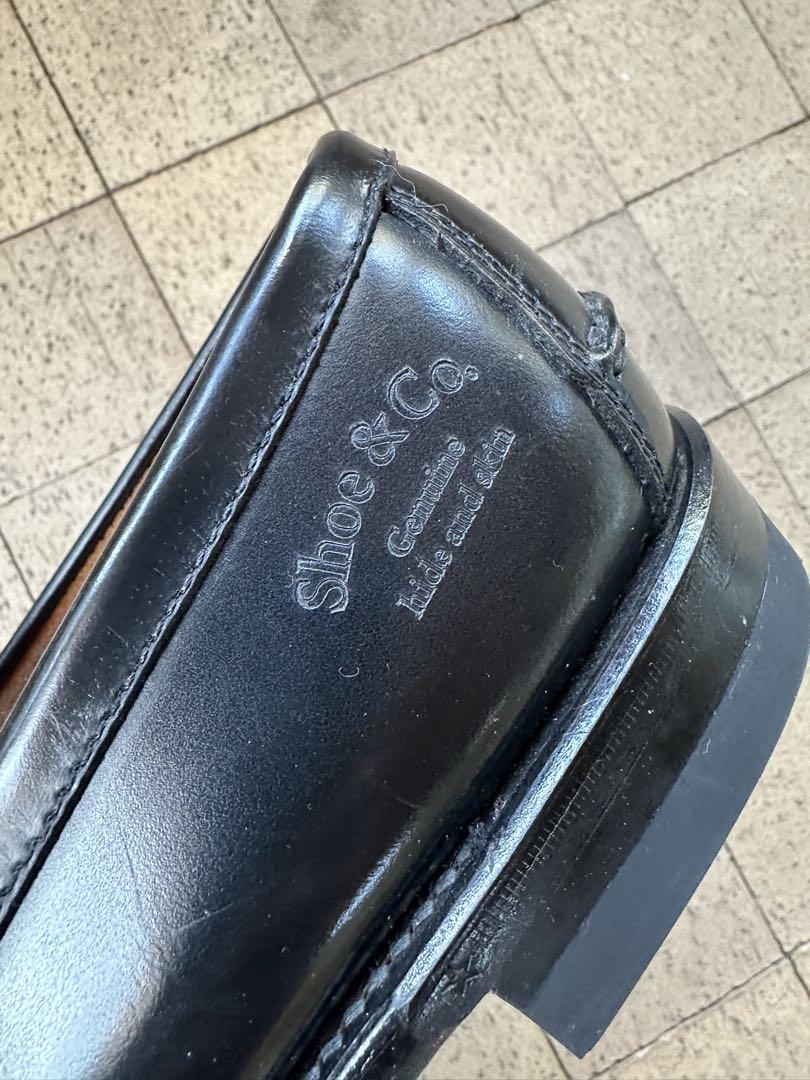 Shoe & Co.
Genuine
hide and skin